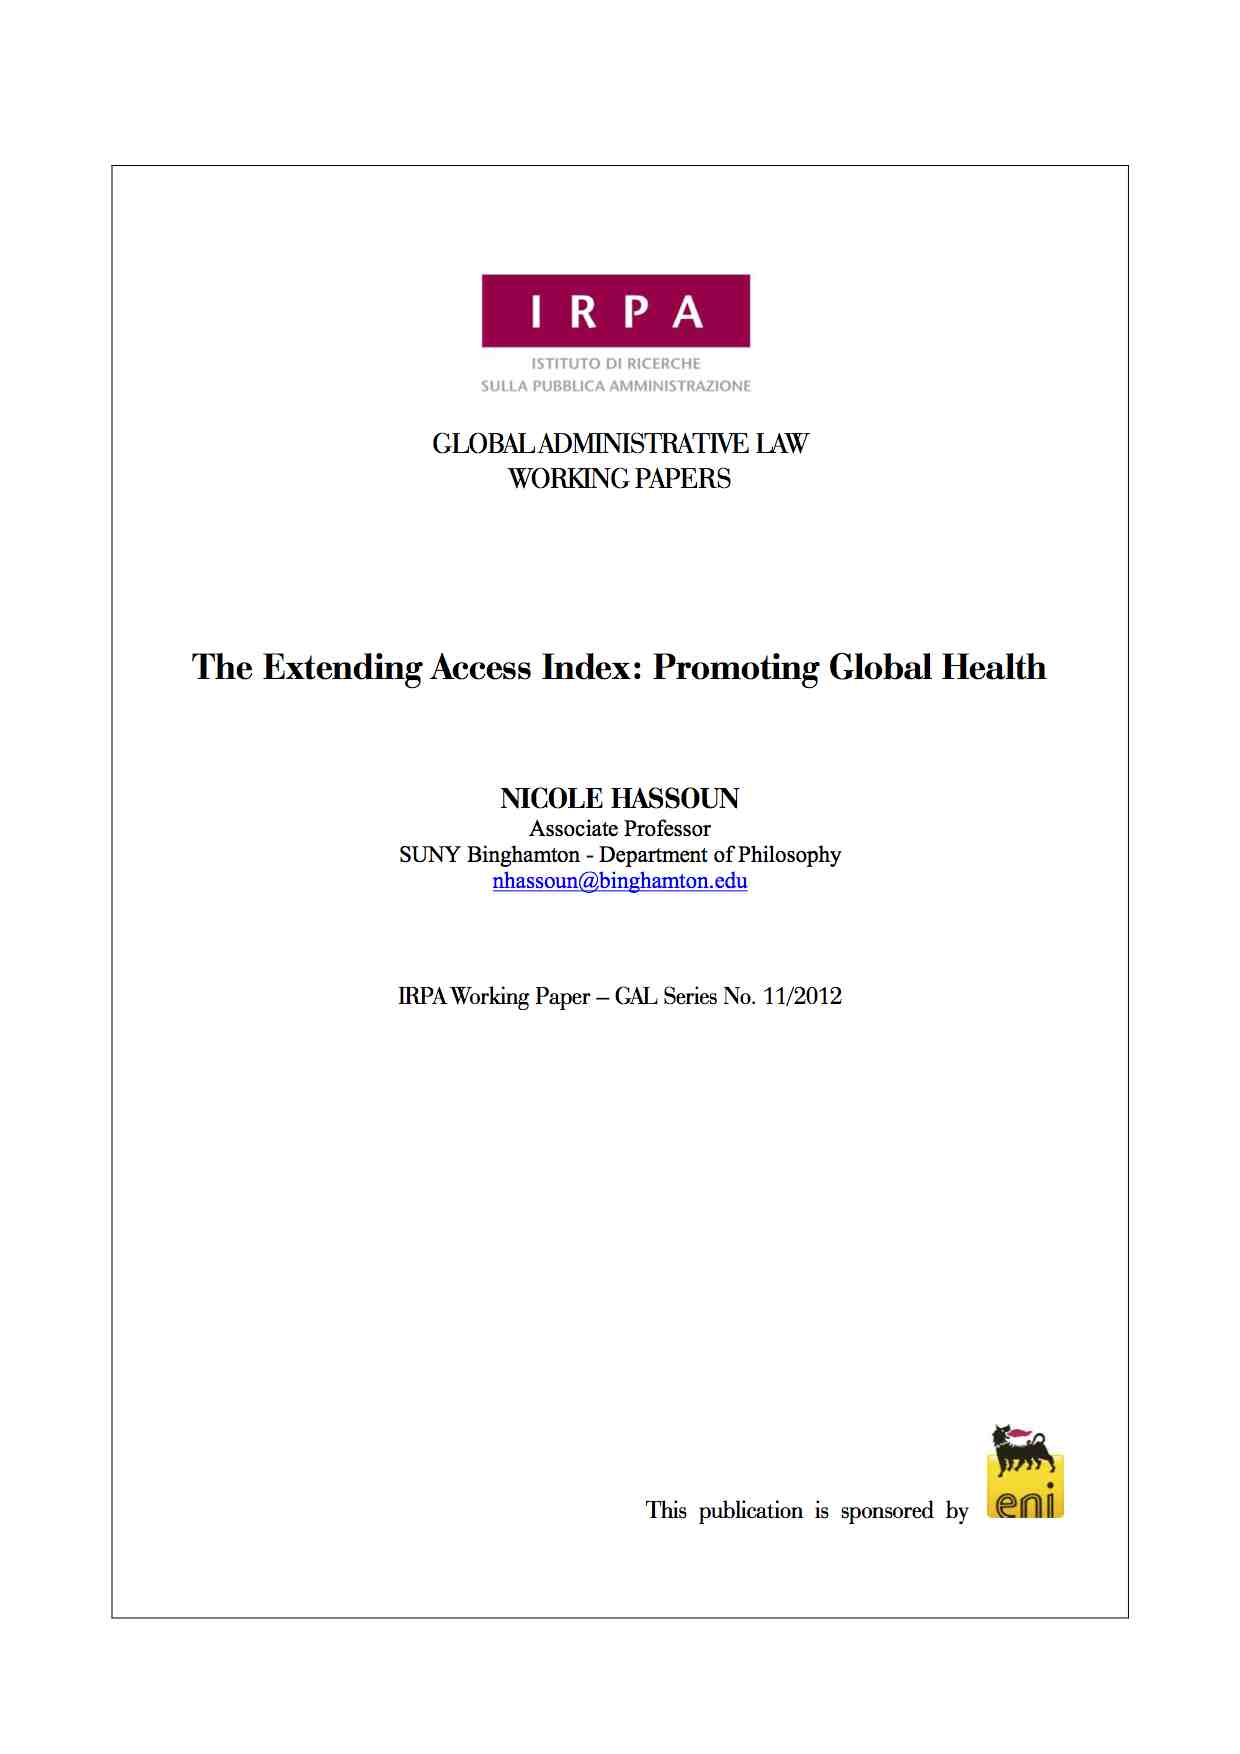 IRPA
ISTITUTO DI RICERCHE
SULLA PUBBLICA AMMINISTRAZIONE
GLOBAL ADMINISTRATIVE LAW
WORKING PAPERS
The Extending Access Index: Promoting Global Health
NICOLE HASSOUN
Associate Professor
SUNY Binghamton - Department of Philosophy
nhassoun@binghamton.edu
IRPA Working Paper – GAL Series No. 11/2012
This publication is sponsored by
eni